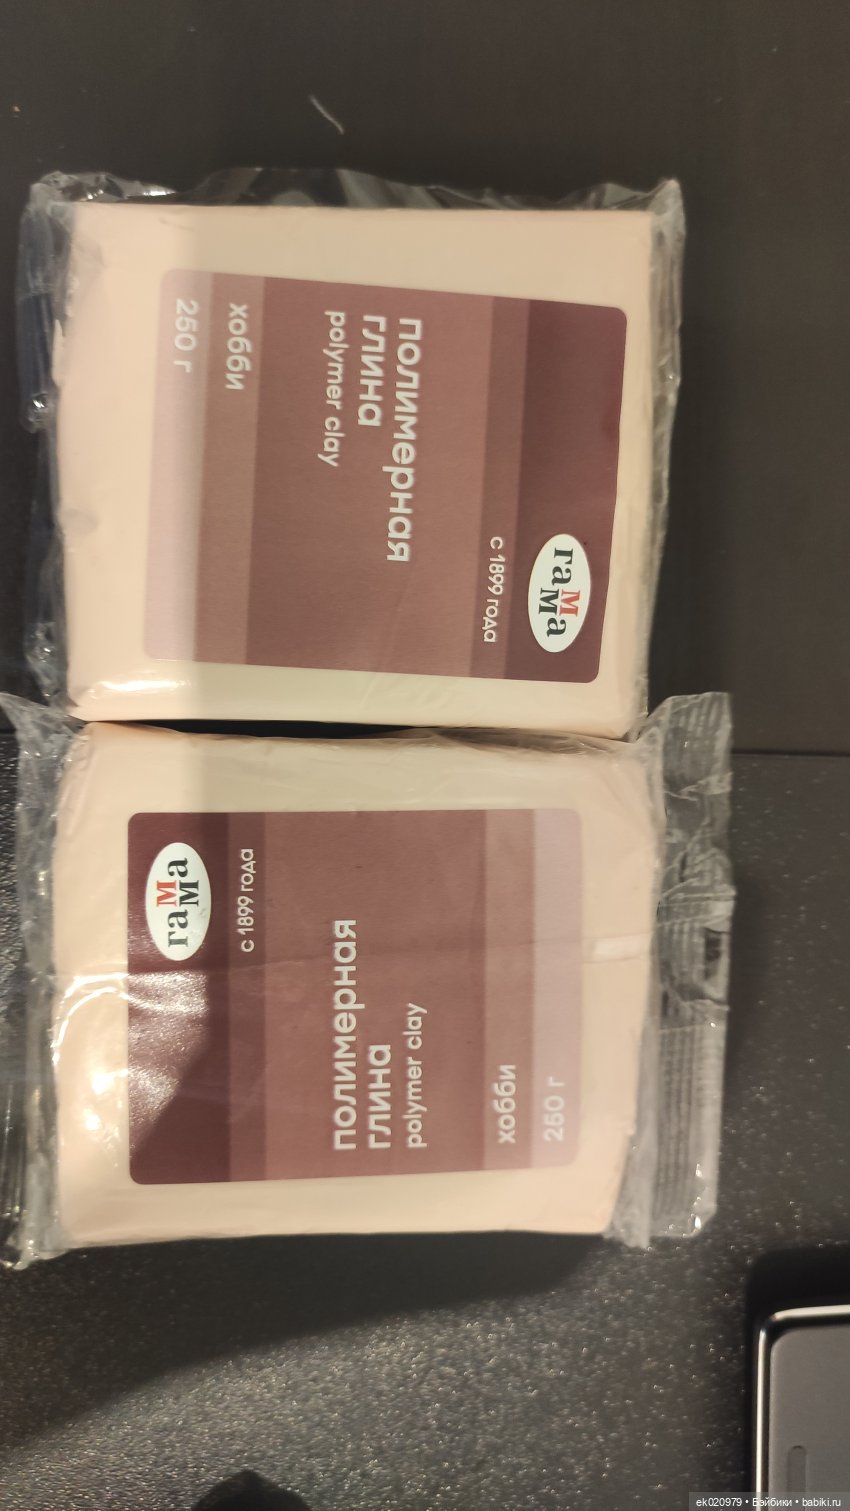 гаММа
с 1899 года
полимерная
глина
polymer clay
хобби
250 г
гаММа
с 1899 года
полимерная
глина
polymer clay
хобби
250 г
ek020979 • Бэйбики • babiki.ru